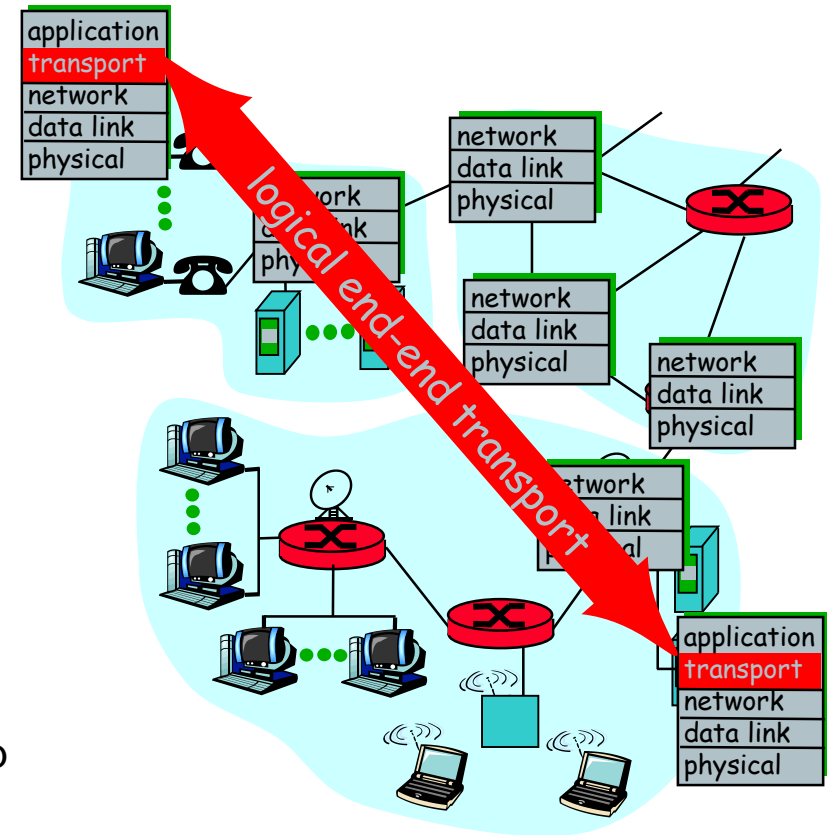 application
transport
network
data link
physical
network
data link
physical
network
data link
physical
network
data link
physical
logical end-end transport
application
transport
network
data link
physical